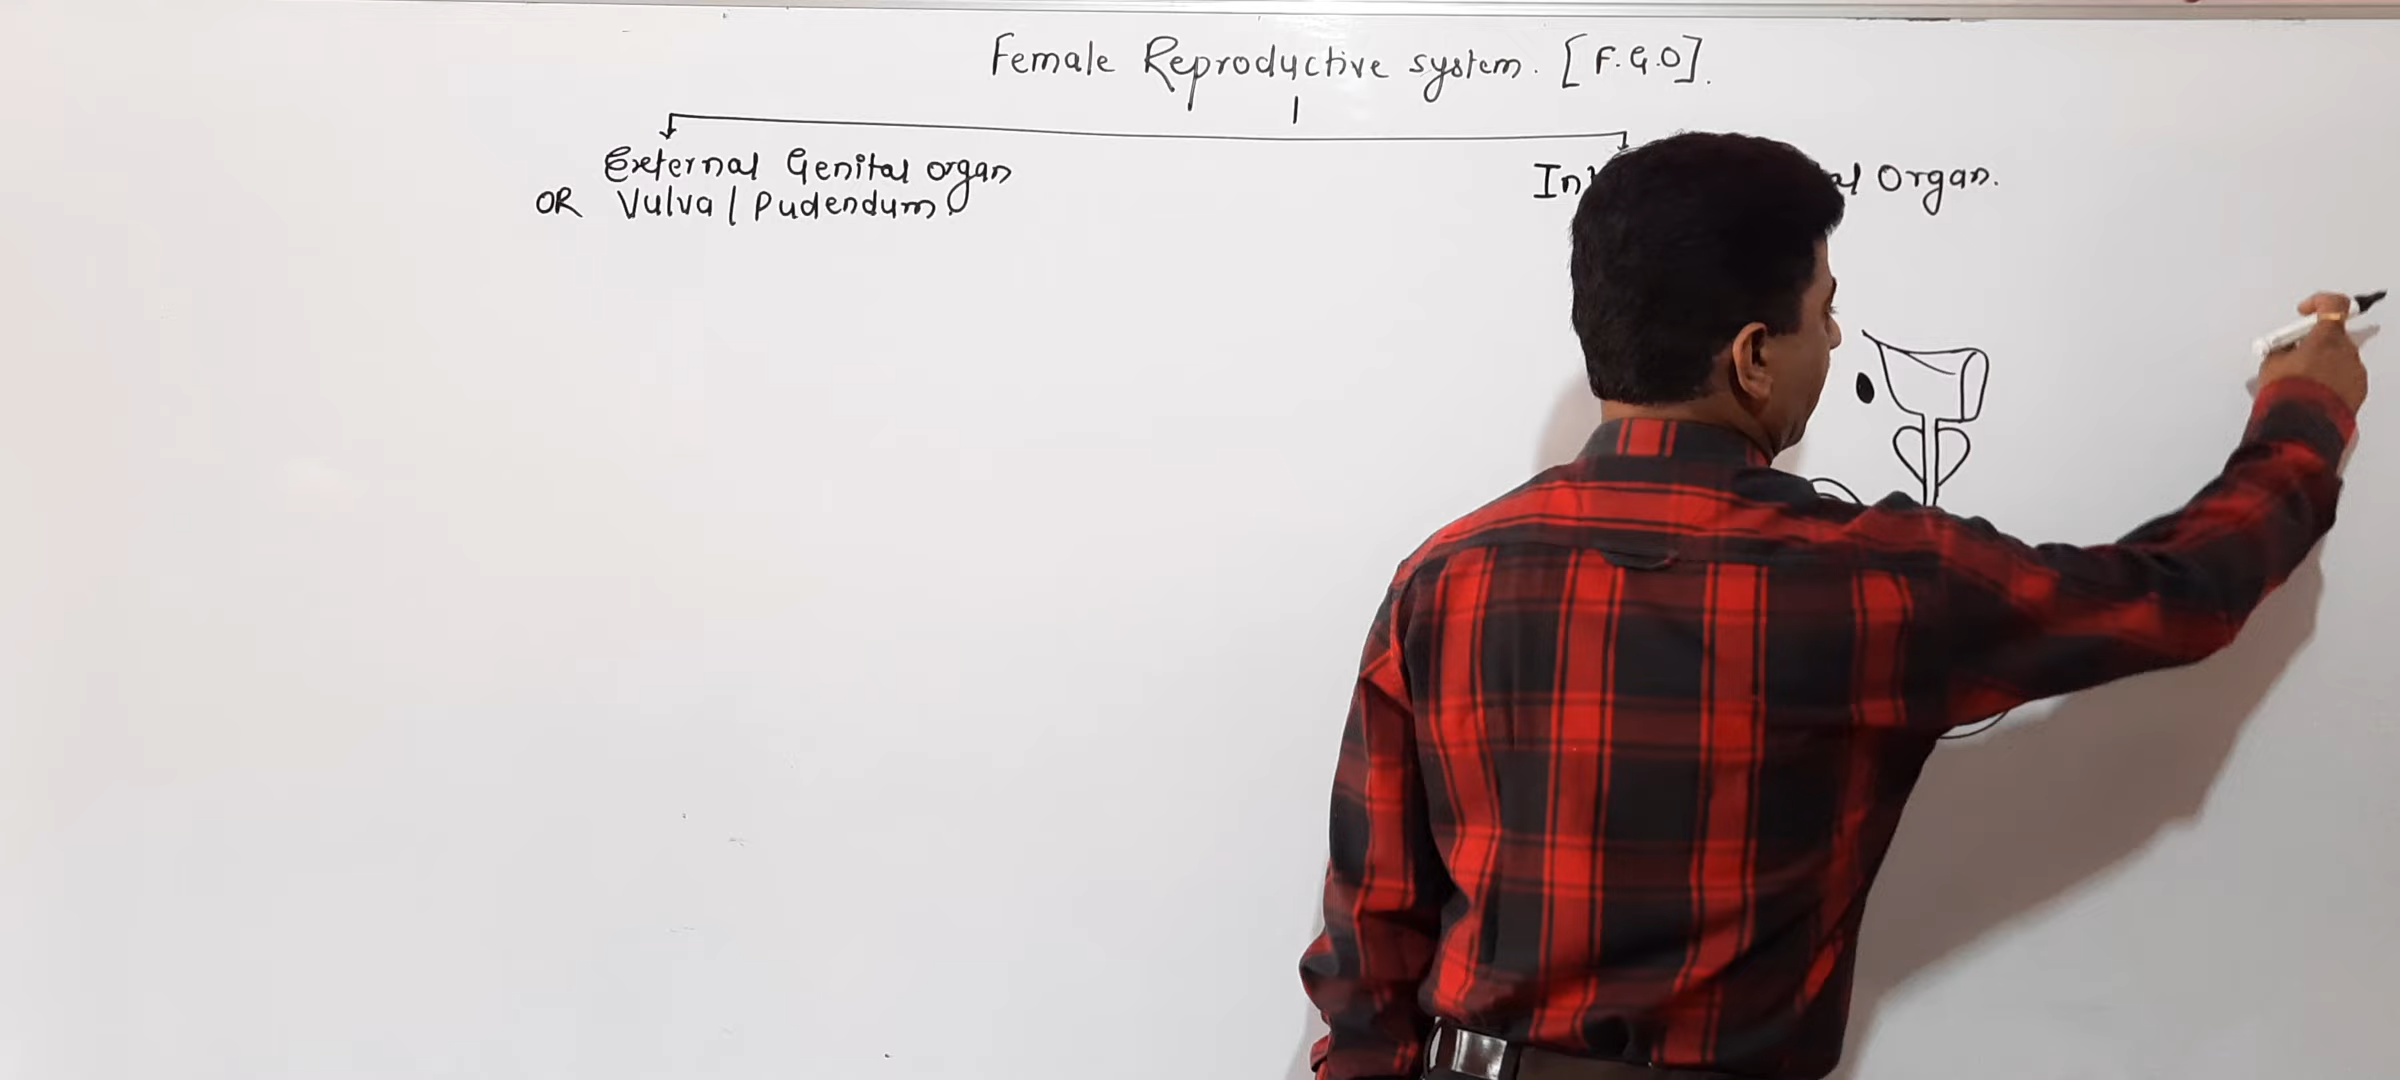 Female Reproductive system. [F.G.O].
External Genital organ
OR Vulva / Pudendum.
Organ.